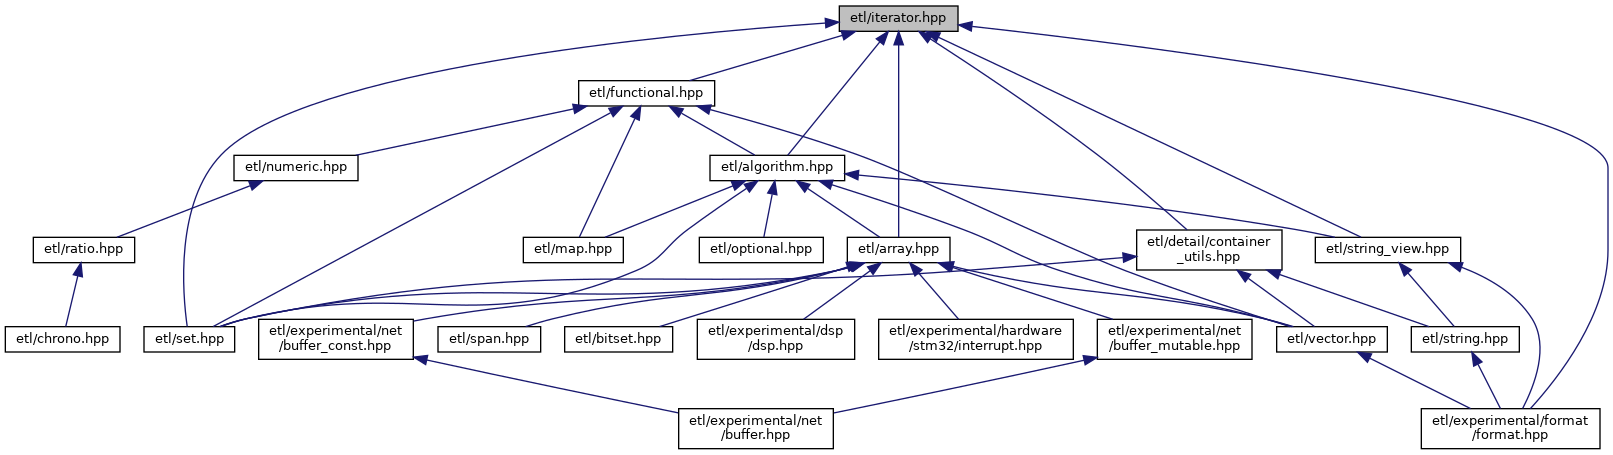 etl/iterator.hpp
etl/functional.hpp
etl/numeric.hpp
etl/algorithm.hpp
etl/ratio.hpp
etl/map.hpp
etl/optional.hpp
etl/array.hpp
etl/detail/container
_utils.hpp
etl/string_view.hpp
etl/chrono.hpp
etl/set.hpp
etl/experimental/net
/buffer_const.hpp
etl/span.hpp
etl/bitset.hpp
etl/experimental/dsp
/dsp.hpp
etl/experimental/hardware
/stm32/interrupt.hpp
etl/experimental/net
/buffer_mutable.hpp
etl/vector.hpp
etl/string.hpp
etl/experimental/net
/buffer.hpp
etl/experimental/format
/format.hpp